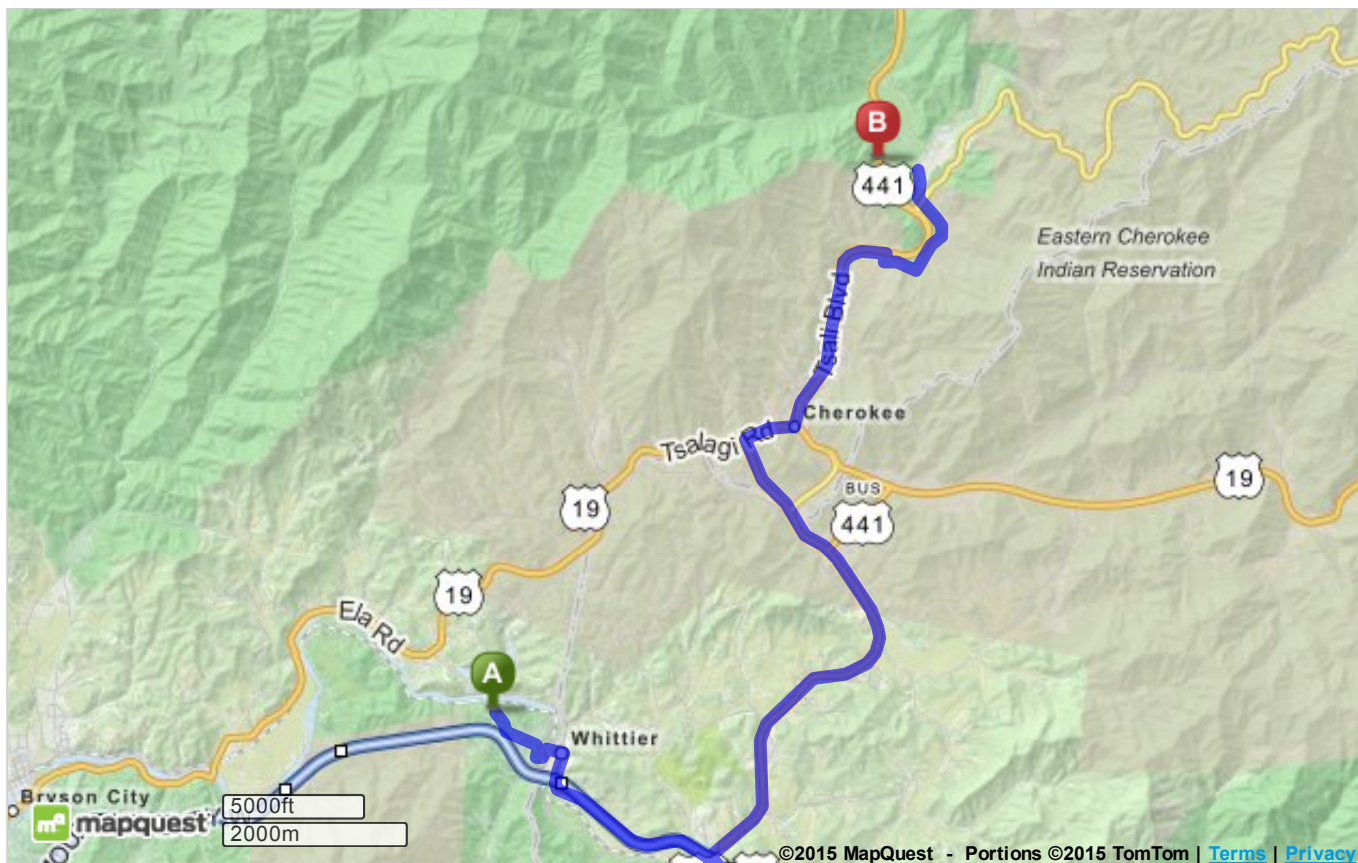 B
441
Eastern Cherokee
Indian Reservation
Tsali Blvd
Cherokee
Tsalagi Rd
19
BUS
19
441
19
Ela Rd
A
Whittier
Bryson City
5000ft
mapquest
2000m
©2015 MapQuest - Portions ©2015 TomTom | Terms | Privacy